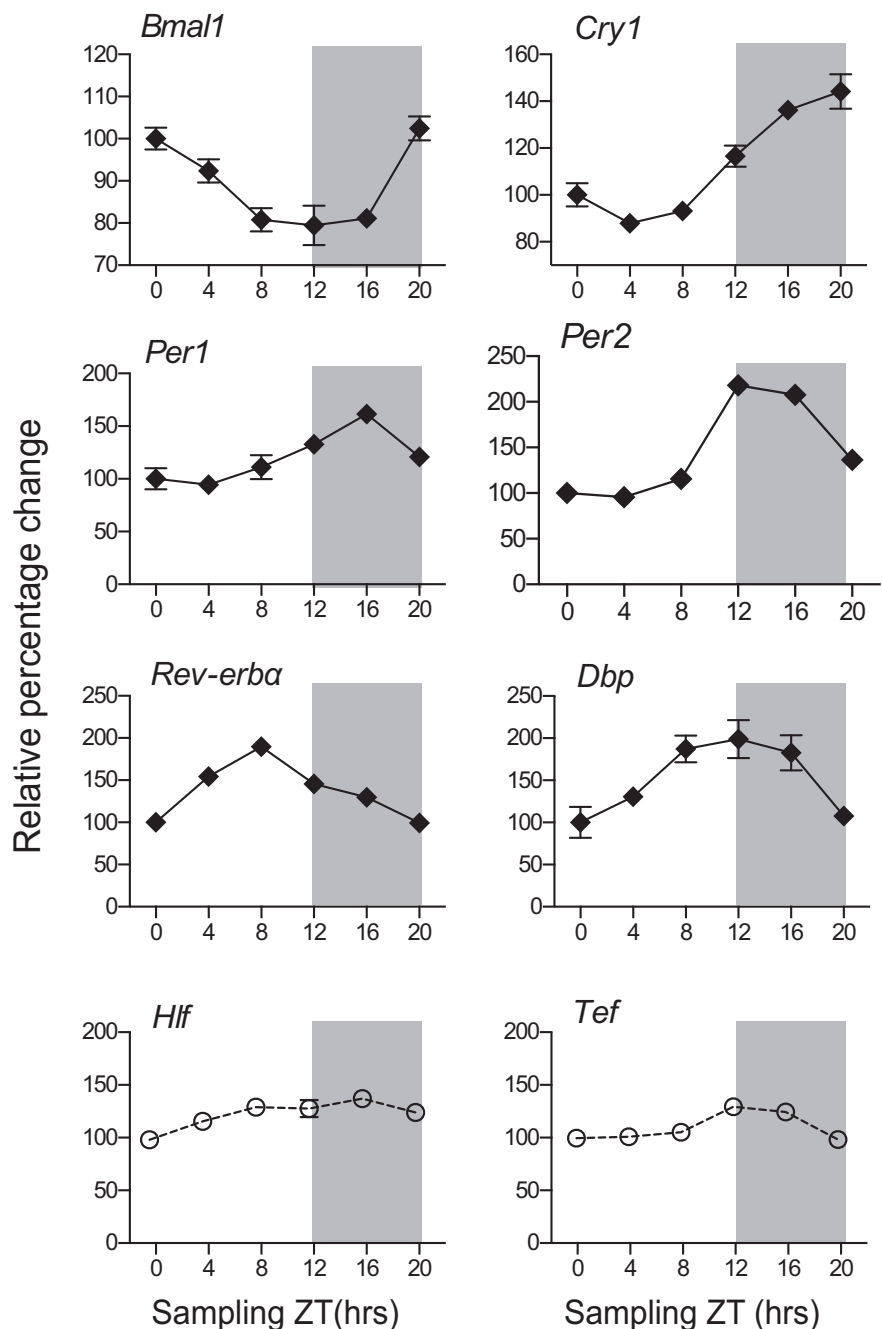 Relative percentage change
Bmal1
120
110
100
90
80
70
0 4 8 12 16 20
Cry1
160
140
120
100
80
0 4 8 12 16 20
Per1
200
150
100
50
0
0 4 8 12 16 20
Per2
250
200
150
100
50
0
0 4 8 12 16 20
Rev-erbα
250
200
150
100
50
0
0 4 8 12 16 20
Dbp
250
200
150
100
50
0
0 4 8 12 16 20
Hlf
200
150
100
50
0
0 4 8 12 16 20
Sampling ZT(hrs)
Tef
200
150
100
50
0
0 4 8 12 16 20
Sampling ZT (hrs)